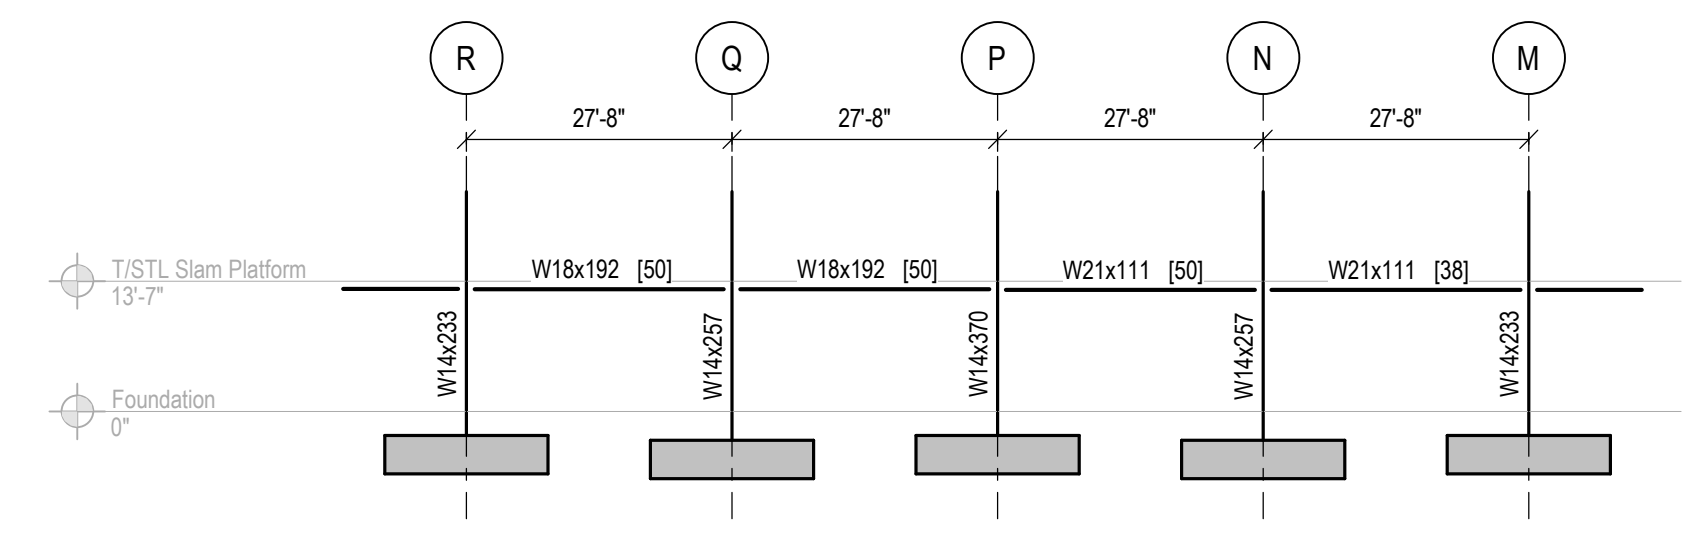 R
Q
P
N
M
27'-8"
27'-8"
27'-8"
27'-8"
T/STL Slam Platform
13'-7"
W18x192 [50]
W18x192 [50]
W21x111 [50]
W21x111 [38]
W14x233
W14x257
W14x370
W14x257
W14x233
Foundation
0"